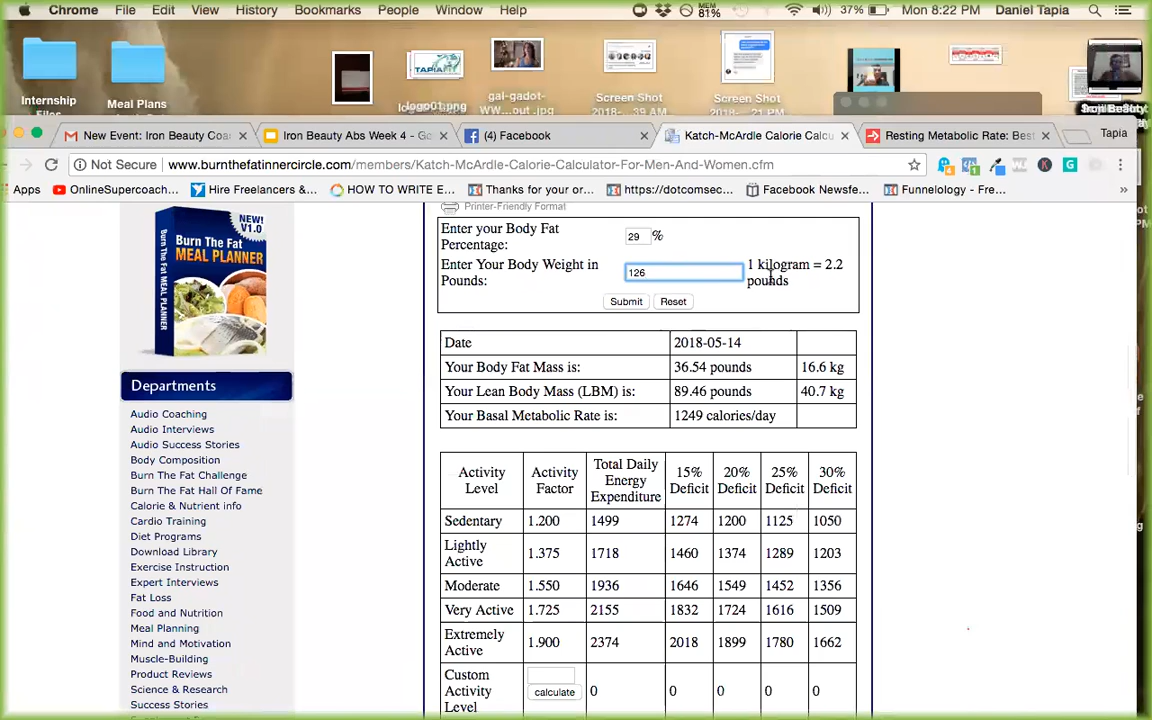 Chrome File Edit View History Bookmarks People Window Help MEM 81% 37% Mon 8:22 PM Daniel Tapia
Internship
Files
Meal Plans
TAPIAFIT
logo01.png
gal-gadot-
WW...out .jpg
Screen Shot
2018-...
Screen Shot
New Event: Iron Beauty Coa
Iron Beauty Abs Week 4 - Go
(4) Facebook
Katch-McArdle Calorie Calcu
Resting Metabolic Rate: Best
Tapia
Not Secure www.burnthefatinnercircle.com/members/Katch-McArdle-Calorie-Calculator-For-Men-And-Women.cfm
Apps OnlineSupercoach... Hire Freelancers &... HOW TO WRITE E... Thanks for your or... https://dotcomsec... Facebook Newsfe... Funnelology - Fre... »
NEW!
V1.0
Burn The Fat
MEAL PLANNER
Departments
Audio Coaching
Audio Interviews
Audio Success Stories
Body Composition
Burn The Fat Challenge
Burn The Fat Hall Of Fame
Calorie & Nutrient info
Cardio Training
Diet Programs
Download Library
Exercise Instruction
Expert Interviews
Fat Loss
Food and Nutrition
Meal Planning
Mind and Motivation
Muscle-Building
Product Reviews
Science & Research
Success Stories
Printer-Friendly Format
Enter your Body Fat
Percentage:
29 %
Enter Your Body Weight in
Pounds:
126
1 kilogram = 2.2
pounds
Submit Reset
Date 2018-05-14
Your Body Fat Mass is: 36.54 pounds 16.6 kg
Your Lean Body Mass (LBM) is: 89.46 pounds 40.7 kg
Your Basal Metabolic Rate is: 1249 calories/day
Activity
Level
Activity
Factor
Total Daily
Energy
Expenditure
15%
Deficit
20%
Deficit
25%
Deficit
30%
Deficit
Sedentary 1.200 1499 1274 1200 1125 1050
Lightly
Active
1.375 1718 1460 1374 1289 1203
Moderate 1.550 1936 1646 1549 1452 1356
Very Active 1.725 2155 1832 1724 1616 1509
Extremely
Active
1.900 2374 2018 1899 1780 1662
Custom
Activity
Level
calculate
0 0 0 0 0